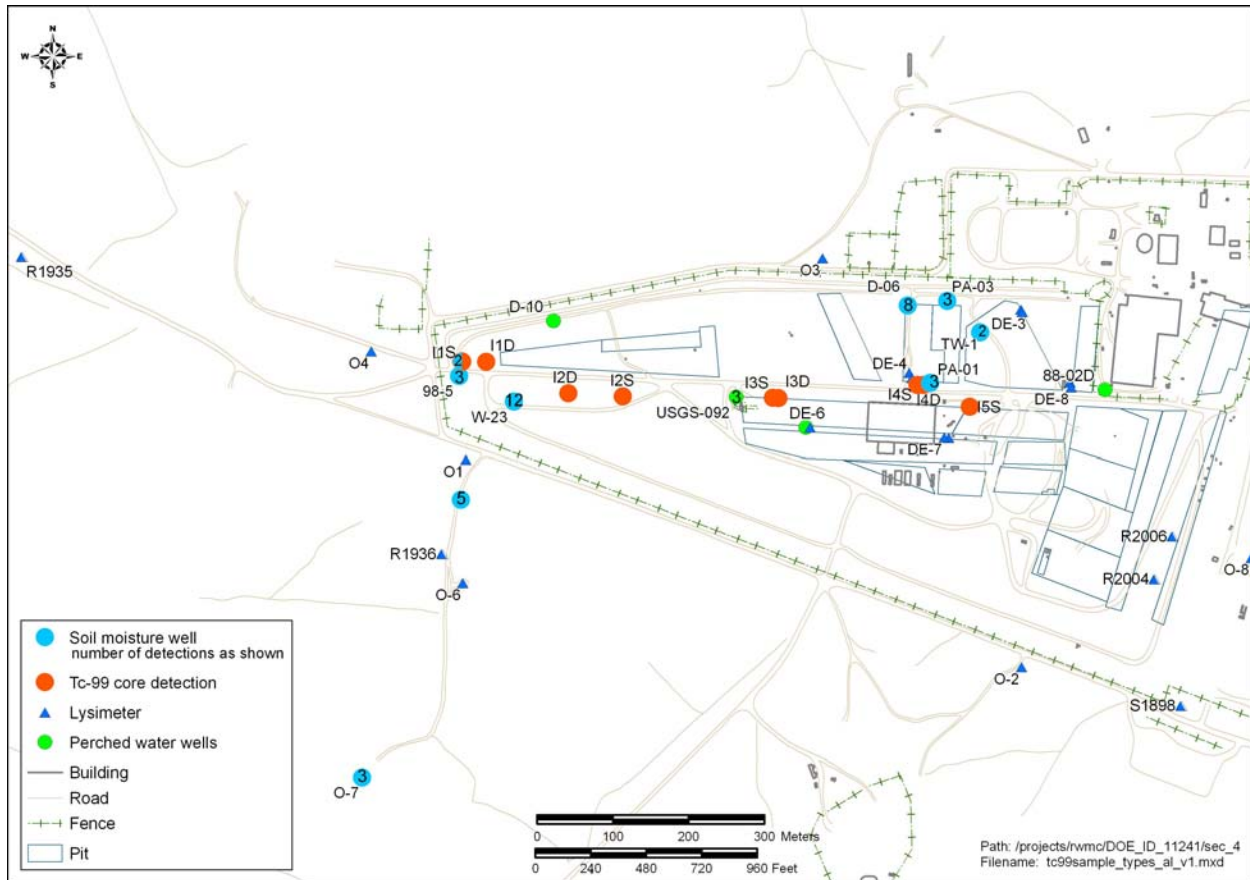 N
W E
S
R1935
O3
D-06
PA-03
8
3
D-10
DE-3
2
TW-1
O4
I1S
2
I1D
DE-4
PA-01
3
88-02D
98-5
3
I2D
I2S
I3S
I3D
I4S
I4D
DE-8
12
W-23
USGS-092
3
DE-6
I5S
DE-7
O1
5
R1936
R2006
O-6
R2004
O-8
O-2
S1898
3
O-7
Soil moisture well
number of detections as shown
Tc-99 core detection
Lysimeter
Perched water wells
Building
Road
Fence
Pit
0 100 200 300 Meters
0 240 480 720 960 Feet
Path: /projects/rwmc/DOE_ID_11241/sec_4
Filename: tc99sample_types_al_v1.mxd